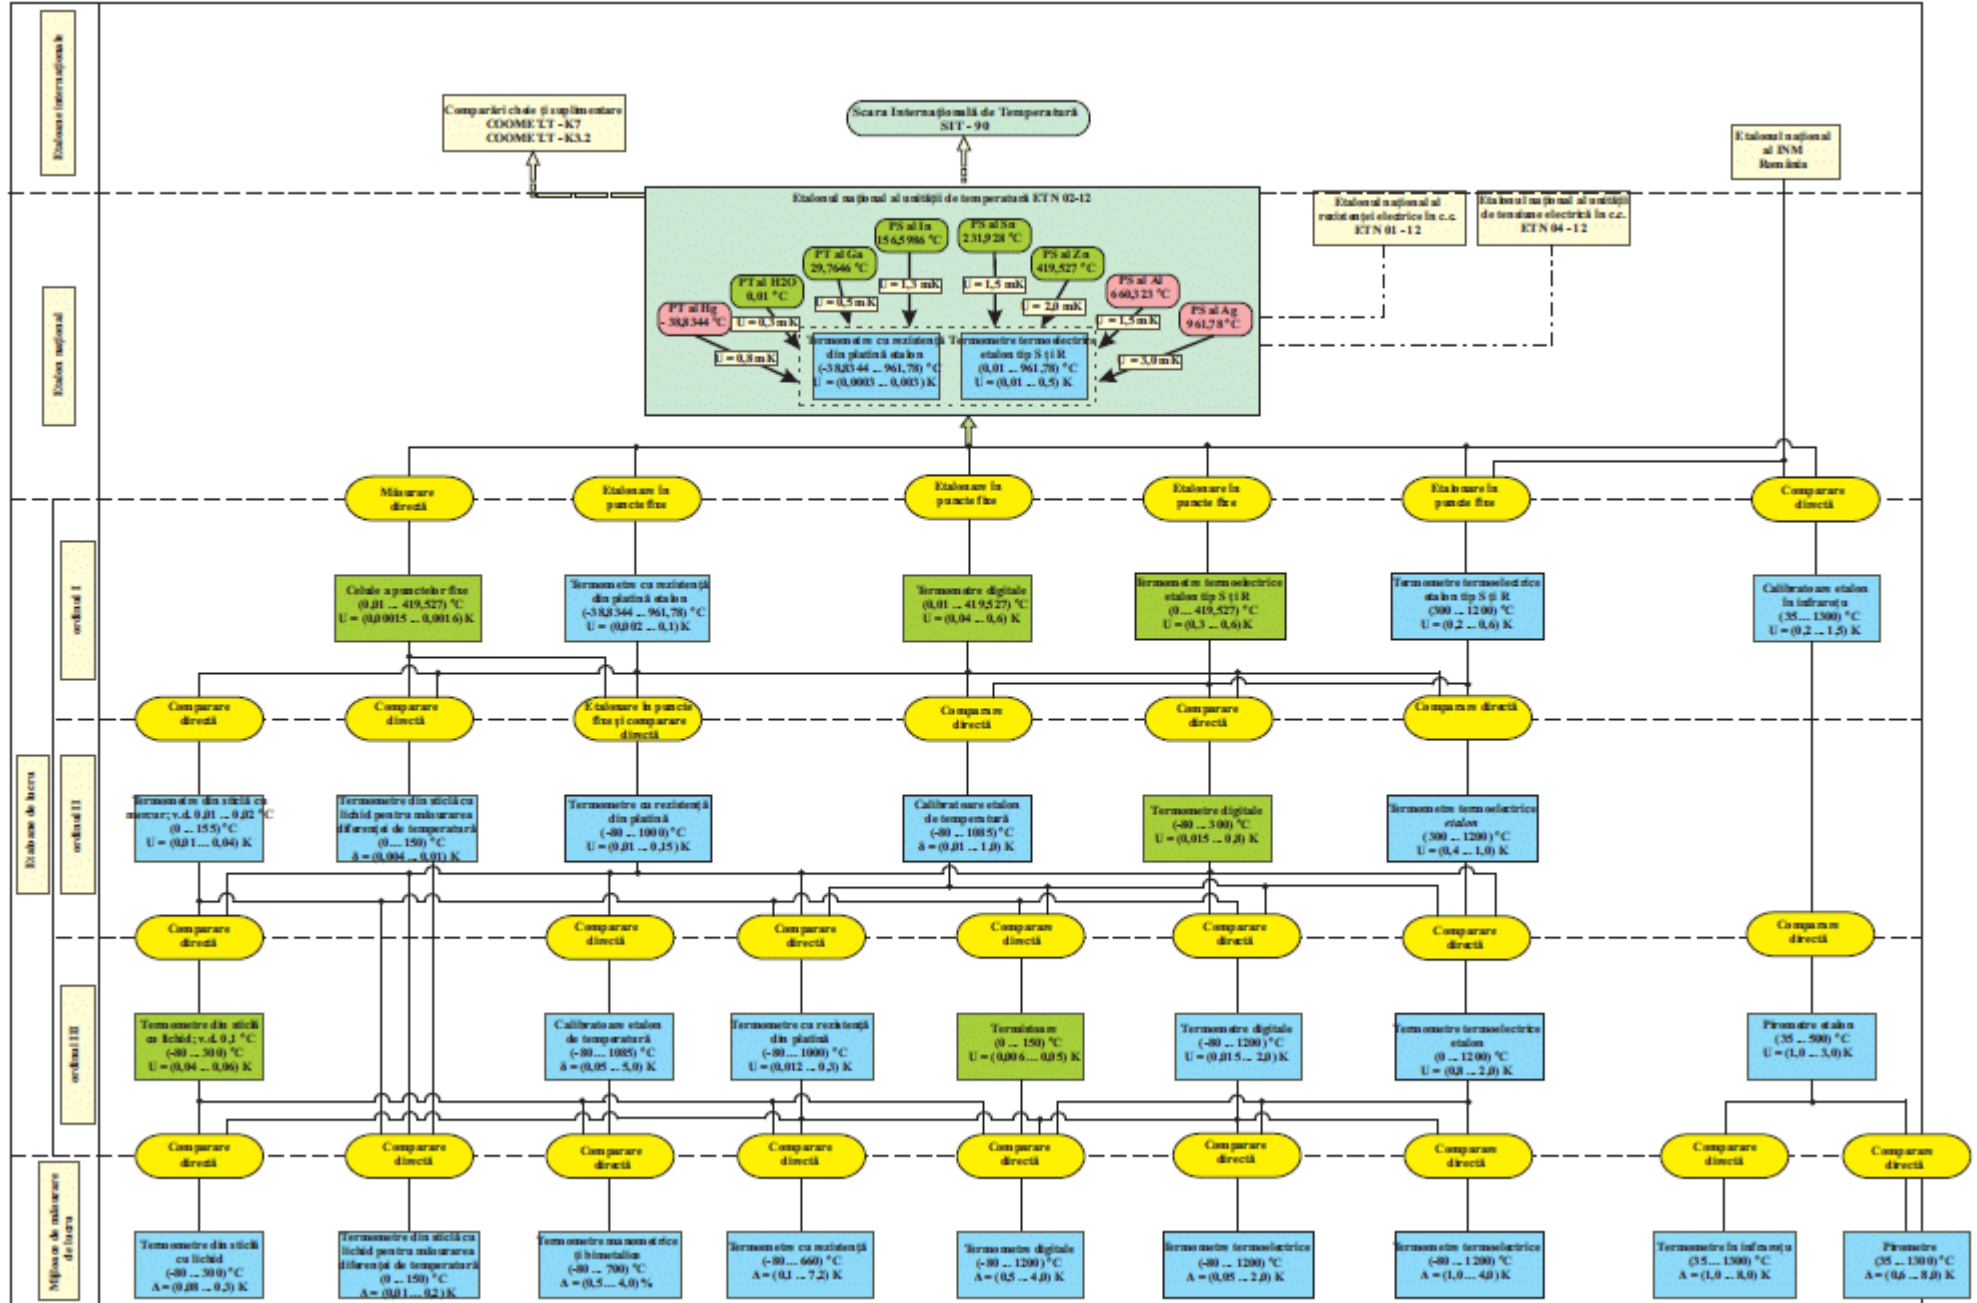 Etaloane internaționale
Comparări cheie și suplimentare
COOMET.T - K7
COOMET.T - K3.2
Scara Internațională de Temperatură
SIT - 90
Etalonul național
al INM
România
Etalon național
Etalonul național al unității de temperatură ETN 02-12
Etalonul național al
rezistenței electrice în c.c.
ETN 01 - 12
Etalonul național al unității
de tensiune electrică în c.c.
ETN 04 - 12
PT al Hg
- 38,8344 °C
PT al H2O
0,01 °C
PT al Ga
29,7646 °C
PS al In
156,5986 °C
PS al Sn
231,928 °C
PS al Zn
419,527 °C
PS al Al
660,323 °C
PS al Ag
961,78 °C
U = 0,8 mK
U = 0,3 mK
U = 0,5 mK
U = 1,3 mK
U = 1,5 mK
U = 2,0 mK
U = 1,5 mK
U = 3,0 mK
Termometre cu rezistență
din platină etalon
(-38,8344 ... 961,78) °C
U = (0,0003 ... 0,003) K
Termometre termoelectrice
etalon tip S și R
(0,01 ... 961,78) °C
U = (0,01 ... 0,5) K
Măsurare
directă
Etalonare în
puncte fixe
Etalonare în
puncte fixe
Etalonare în
puncte fixe
Etalonare în
puncte fixe
Comparare
directă
Etaloane de lucru
ordinul I
Celule a punctelor fixe
(0,01 ... 419,527) °C
U = (0,00015 ... 0,0016) K
Termometre cu rezistență
din platină etalon
(-38,8344 ... 961,78) °C
U = (0,002 ... 0,1) K
Termometre digitale
(0,01 ... 419,527) °C
U = (0,04 ... 0,6) K
Termometre termoelectrice
etalon tip S și R
(0 ... 419,527) °C
U = (0,3 ... 0,6) K
Termometre termoelectrice
etalon tip S și R
(300 ... 1200) °C
U = (0,2 ... 0,6) K
Calibratoare etalon
în infraroșu
(35 ... 1300) °C
U = (0,2 ... 1,5) K
Comparare
directă
Comparare
directă
Etalonare în puncte
fixe și comparare
directă
Comparare
directă
Comparare
directă
Comparare directă
ordinul II
Termometre din sticlă cu
mercur; v.d. 0,01 ... 0,02 °C
(0 ... 155) °C
U = (0,01 ... 0,04) K
Termometre din sticlă cu
lichid pentru măsurarea
diferenței de temperatură
(0 ... 150) °C
δ = (0,004 ... 0,01) K
Termometre cu rezistență
din platină
(-80 ... 1000) °C
U = (0,01 ... 0,15) K
Calibratoare etalon
de temperatură
(-80 ... 1085) °C
δ = (0,01 ... 1,0) K
Termometre digitale
(-80 ... 300) °C
U = (0,015 ... 0,8) K
Termometre termoelectrice
etalon
(300 ... 1200) °C
U = (0,4 ... 1,0) K
Comparare
directă
Comparare
directă
Comparare
directă
Comparare
directă
Comparare
directă
Comparare
directă
Comparare
directă
ordinul III
Termometre din sticlă
cu lichid; v.d. 0,1 °C
(-80 ... 300) °C
U = (0,04 ... 0,06) K
Calibratoare etalon
de temperatură
(-80 ... 1085) °C
δ = (0,05 ... 5,0) K
Termometre cu rezistență
din platină
(-80 ... 1000) °C
U = (0,012 ... 0,3) K
Termistoare
(0 ... 150) °C
U = (0,006 ... 0,05) K
Termometre digitale
(-80 ... 1200) °C
U = (0,015 ... 2,0) K
Termometre termoelectrice
etalon
(0 ... 1200) °C
U = (0,8 ... 2,0) K
Pirometre etalon
(35 ... 500) °C
U = (1,0 ... 3,0) K
Comparare
directă
Comparare
directă
Comparare
directă
Comparare
directă
Comparare
directă
Comparare
directă
Comparare
directă
Comparare
directă
Comparare
directă
Mijloace de măsurare
de lucru
Termometre din sticlă
cu lichid
(-80 ... 300) °C
Δ = (0,08 ... 0,3) K
Termometre din sticlă cu
lichid pentru măsurarea
diferenței de temperatură
(0 ... 150) °C
Δ = (0,01 ... 0,2) K
Termometre manometrice
și bimetalice
(-80 ... 700) °C
Δ = (0,5 ... 4,0) %
Termometre cu rezistență
(-80 ... 660) °C
Δ = (0,1 ... 7,2) K
Termometre digitale
(-80 ... 1200) °C
Δ = (0,5 ... 4,0) K
Termometre termoelectrice
(-80 ... 1200) °C
Δ = (0,05 ... 2,0) K
Termometre termoelectrice
(-80 ... 1200) °C
Δ = (1,0 ... 4,0) K
Termometre în infraroșu
(35 ... 1300) °C
Δ = (1,0 ... 8,0) K
Pirometre
(35 ... 1300) °C
Δ = (0,6 ... 8,0) K